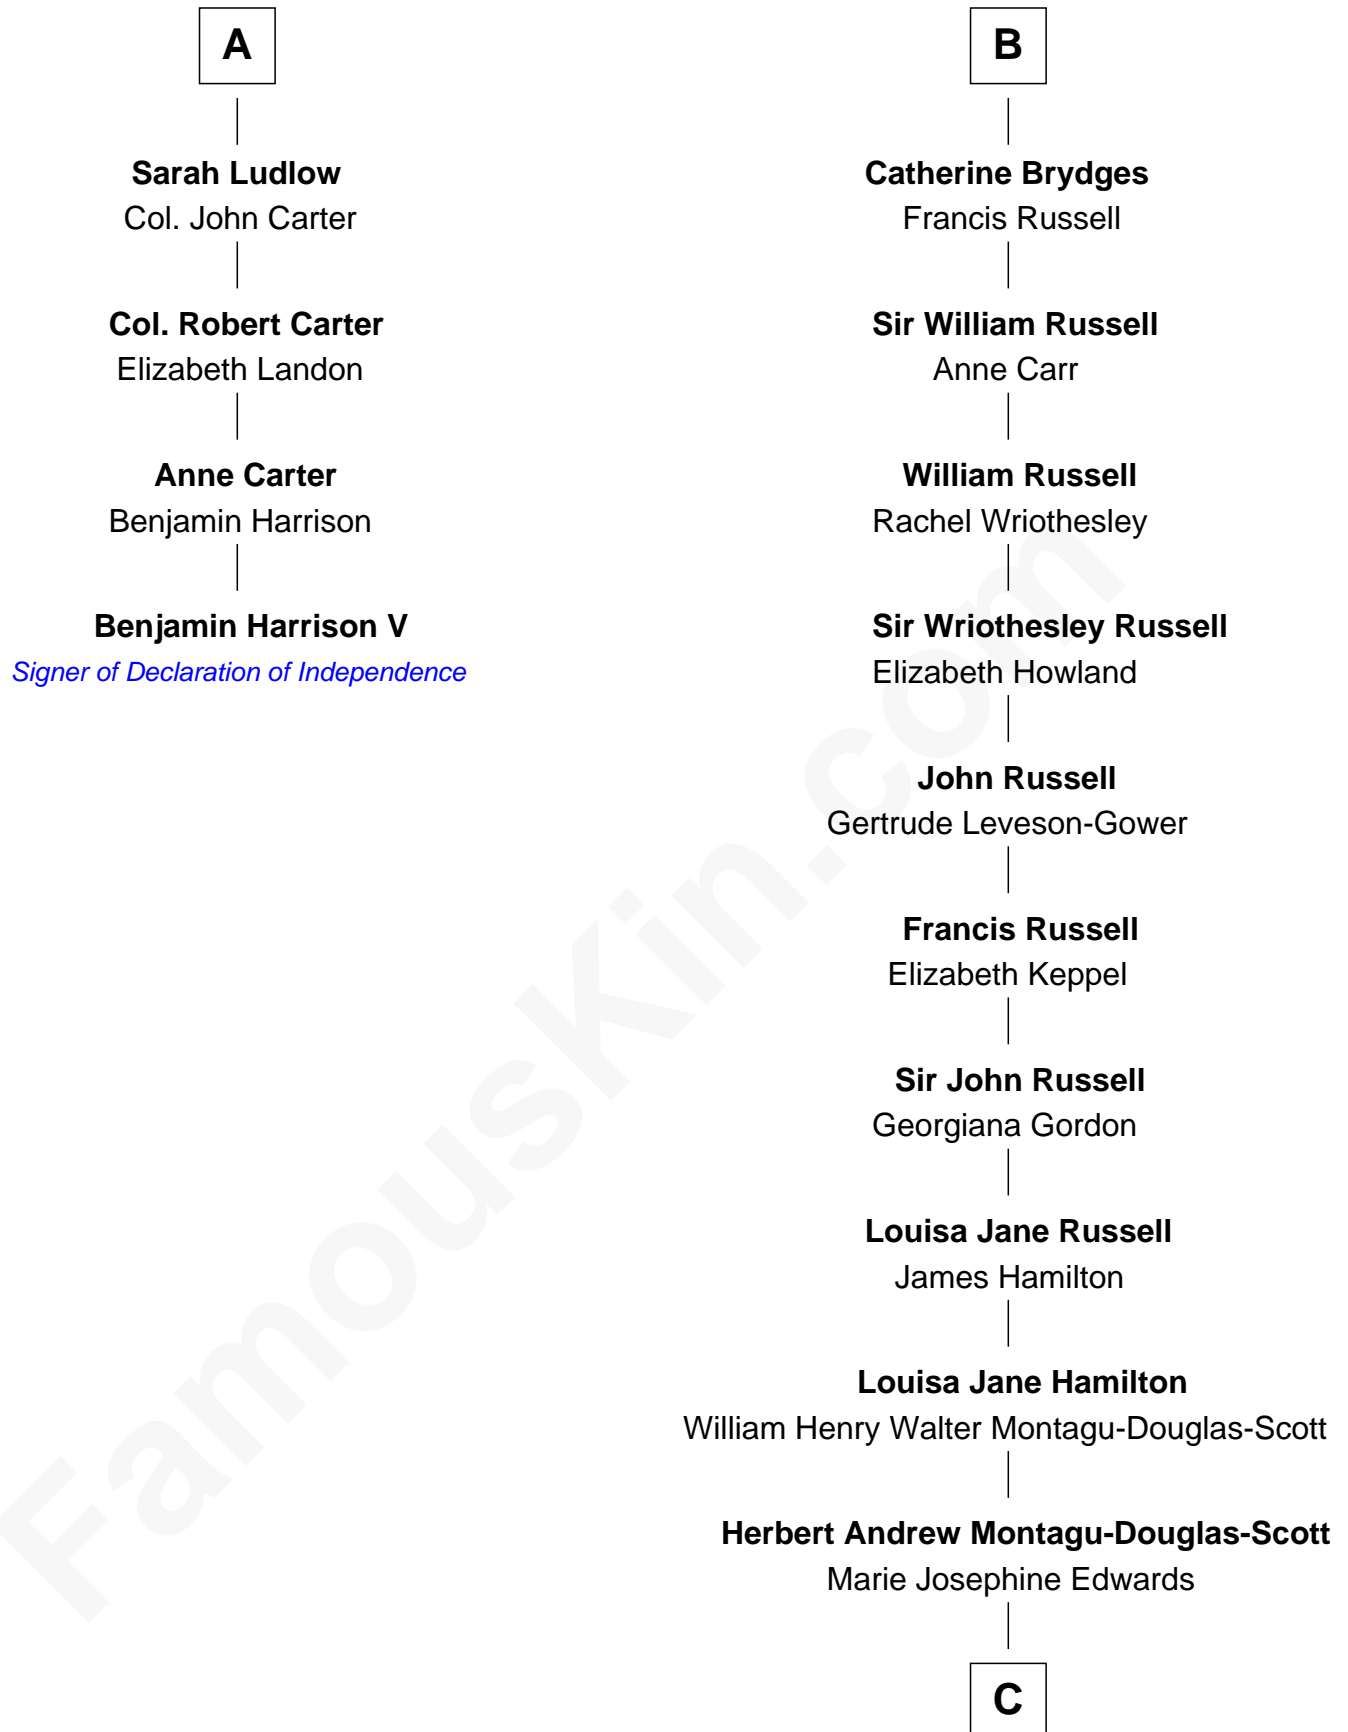 A
Sarah Ludlow
Col. John Carter
Col. Robert Carter
Elizabeth Landon
Anne Carter
Benjamin Harrison
Benjamin Harrison V
Signer of Declaration of Independence
B
Catherine Brydges
Francis Russell
Sir William Russell
Anne Carr
William Russell
Rachel Wriothesley
Sir Wriothesley Russell
Elizabeth Howland
John Russell
Gertrude Leveson-Gower
Francis Russell
Elizabeth Keppel
Sir John Russell
Georgiana Gordon
Louisa Jane Russell
James Hamilton
Louisa Jane Hamilton
William Henry Walter Montagu-Douglas-Scott
Herbert Andrew Montagu-Douglas-Scott
Marie Josephine Edwards
C
FamousKin.com